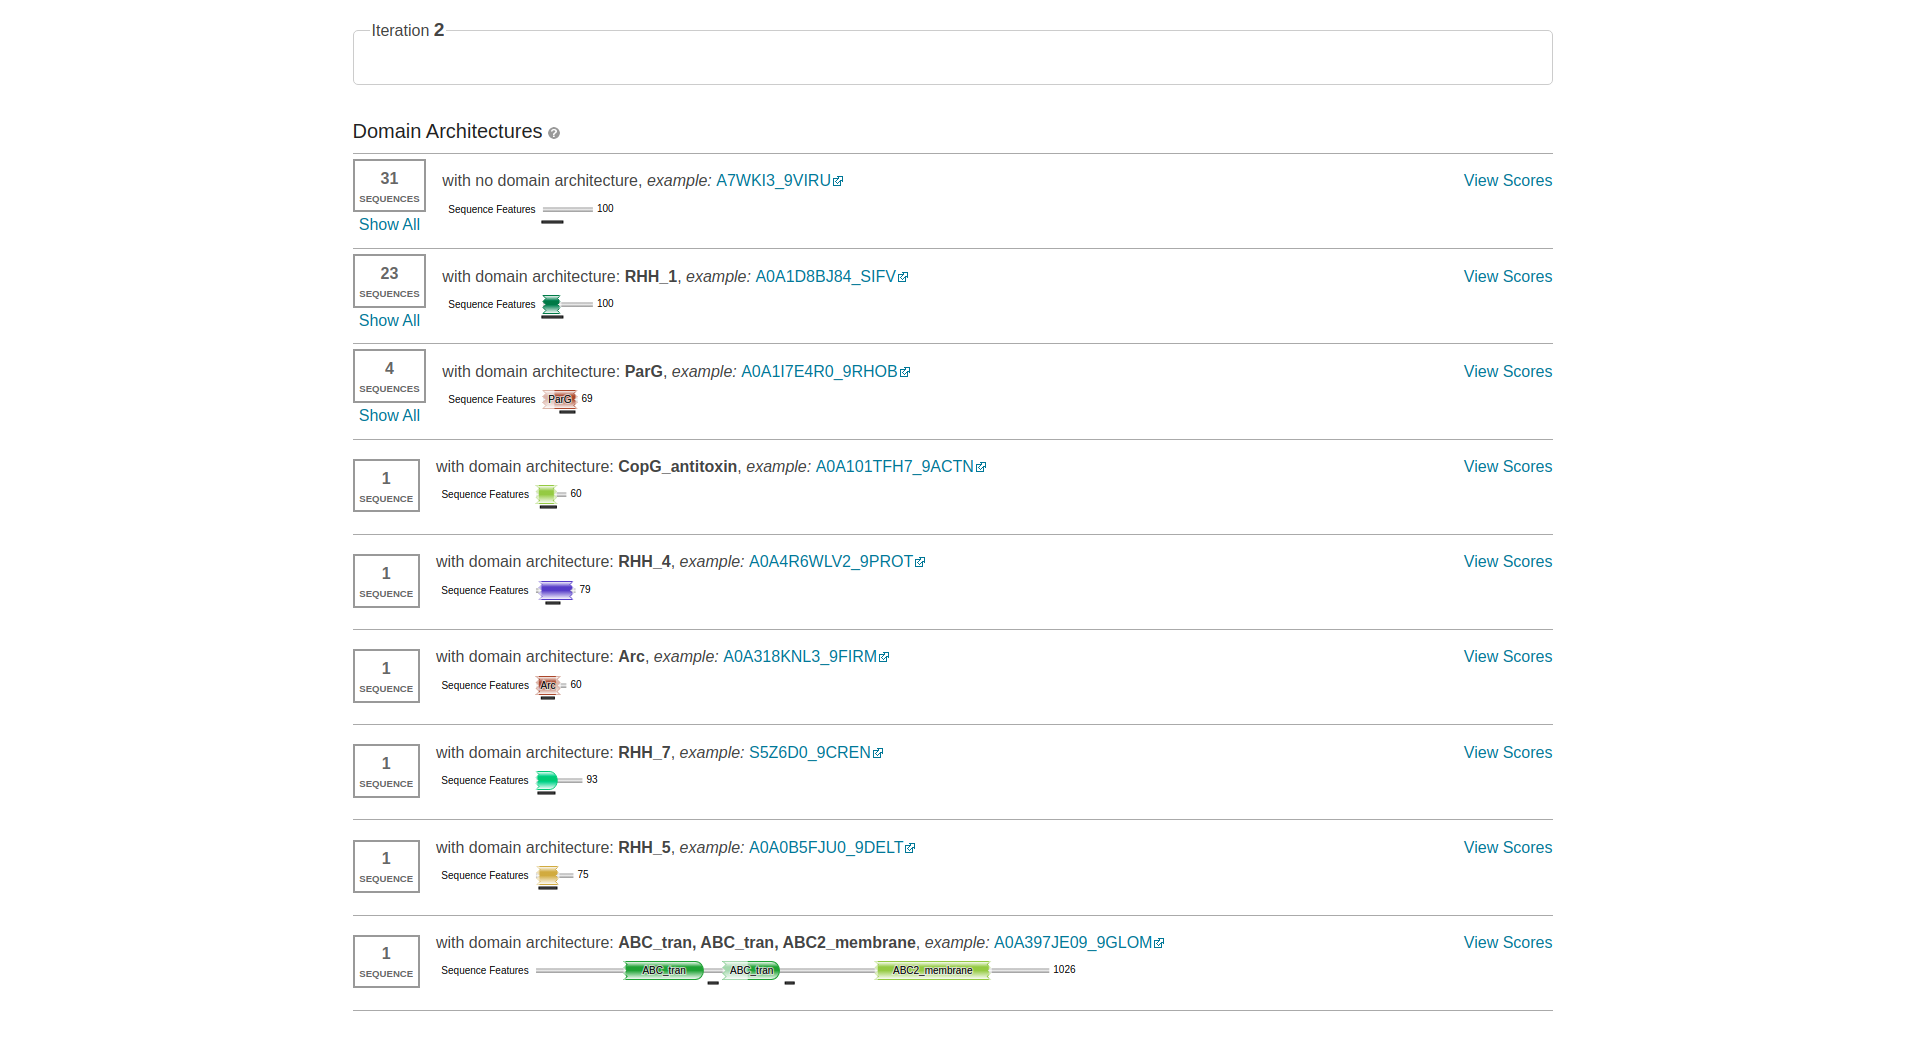 Iteration 2
Domain Architectures ?
31
SEQUENCES
Show All
with no domain architecture, example: A7WKI3_9VIRU
View Scores
Sequence Features 100
23
SEQUENCES
Show All
with domain architecture: RHH_1, example: A0A1D8BJ84_SIFV
View Scores
Sequence Features 100
4
SEQUENCES
Show All
with domain architecture: ParG, example: A0A1I7E4R0_9RHOB
View Scores
Sequence Features ParG 69
1
SEQUENCE
with domain architecture: CopG_antitoxin, example: A0A101TFH7_9ACTN
View Scores
Sequence Features 60
1
SEQUENCE
with domain architecture: RHH_4, example: A0A4R6WLV2_9PROT
View Scores
Sequence Features 79
1
SEQUENCE
with domain architecture: Arc, example: A0A318KNL3_9FIRM
View Scores
Sequence Features Arc 60
1
SEQUENCE
with domain architecture: RHH_7, example: S5Z6D0_9CREN
View Scores
Sequence Features 93
1
SEQUENCE
with domain architecture: RHH_5, example: A0A0B5FJU0_9DELT
View Scores
Sequence Features 75
1
SEQUENCE
with domain architecture: ABC_tran, ABC_tran, ABC2_membrane, example: A0A397JE09_9GLOM
View Scores
Sequence Features ABC_tran ABC_tran ABC2_membrane 1026